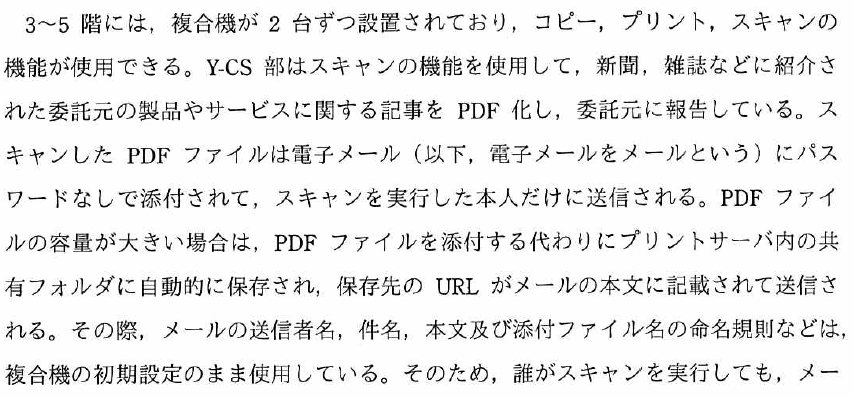 3～5 階には，複合機が 2 台ずつ設置されており，コピー，プリント，スキャンの
機能が使用できる。Y-CS 部はスキャンの機能を使用して，新聞，雑誌などに紹介さ
れた委託元の製品やサービスに関する記事を PDF 化し，委託元に報告している。ス
キャンした PDF ファイルは電子メール（以下，電子メールをメールという）にパス
ワードなしで添付されて，スキャンを実行した本人だけに送信される。PDF ファイ
ルの容量が大きい場合は，PDF ファイルを添付する代わりにプリントサーバ内の共
有フォルダに自動的に保存され，保存先の URL がメールの本文に記載されて送信さ
れる。その際，メールの送信者名，件名，本文及び添付ファイル名の命名規則などは，
複合機の初期設定のまま使用している。そのため，誰がスキャンを実行しても，メー